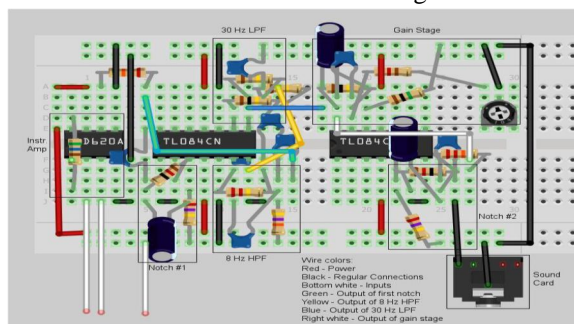 30 Hz LPF
Gain Stage
Instr.
Amp
D620A
TL084CN
TL084C
Notch #1
8 Hz HPF
Notch #2
Sound
Card
Wire colors:
Red - Power
Black - Regular Connections
Bottom white - Inputs
Green - Output of first notch
Yellow - Output of 8 Hz HPF
Blue - Output of 30 Hz LPF
Right white - Output of gain stage